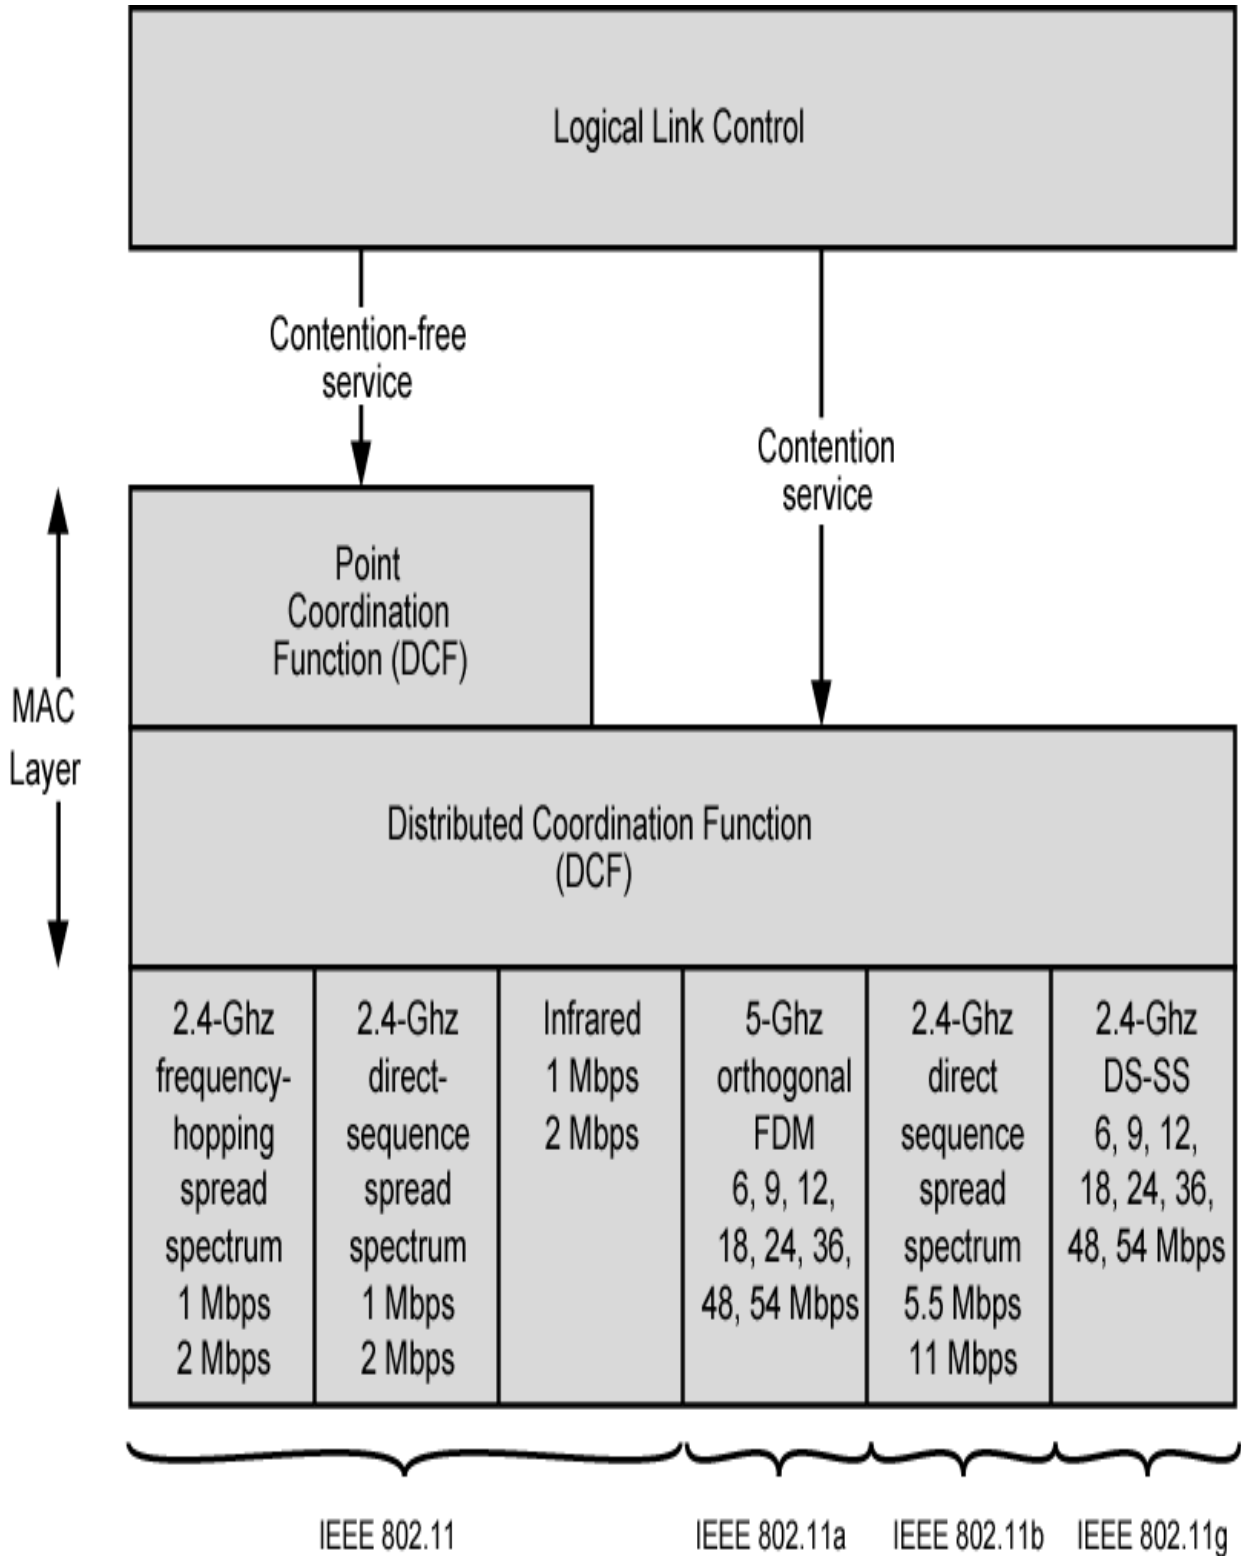 Logical Link Control
Contention-free
service
Contention
service
Point
Coordination
Function (DCF)
MAC
Layer
Distributed Coordination Function
(DCF)
2.4-Ghz
frequency-
hopping
spread
spectrum
1 Mbps
2 Mbps
2.4-Ghz
direct-
sequence
spread
spectrum
1 Mbps
2 Mbps
Infrared
1 Mbps
2 Mbps
5-Ghz
orthogonal
FDM
6, 9, 12,
18, 24, 36,
48, 54 Mbps
2.4-Ghz
direct
sequence
spread
spectrum
5.5 Mbps
11 Mbps
2.4-Ghz
DS-SS
6, 9, 12,
18, 24, 36,
48, 54 Mbps
IEEE 802.11
IEEE 802.11a
IEEE 802.11b
IEEE 802.11g